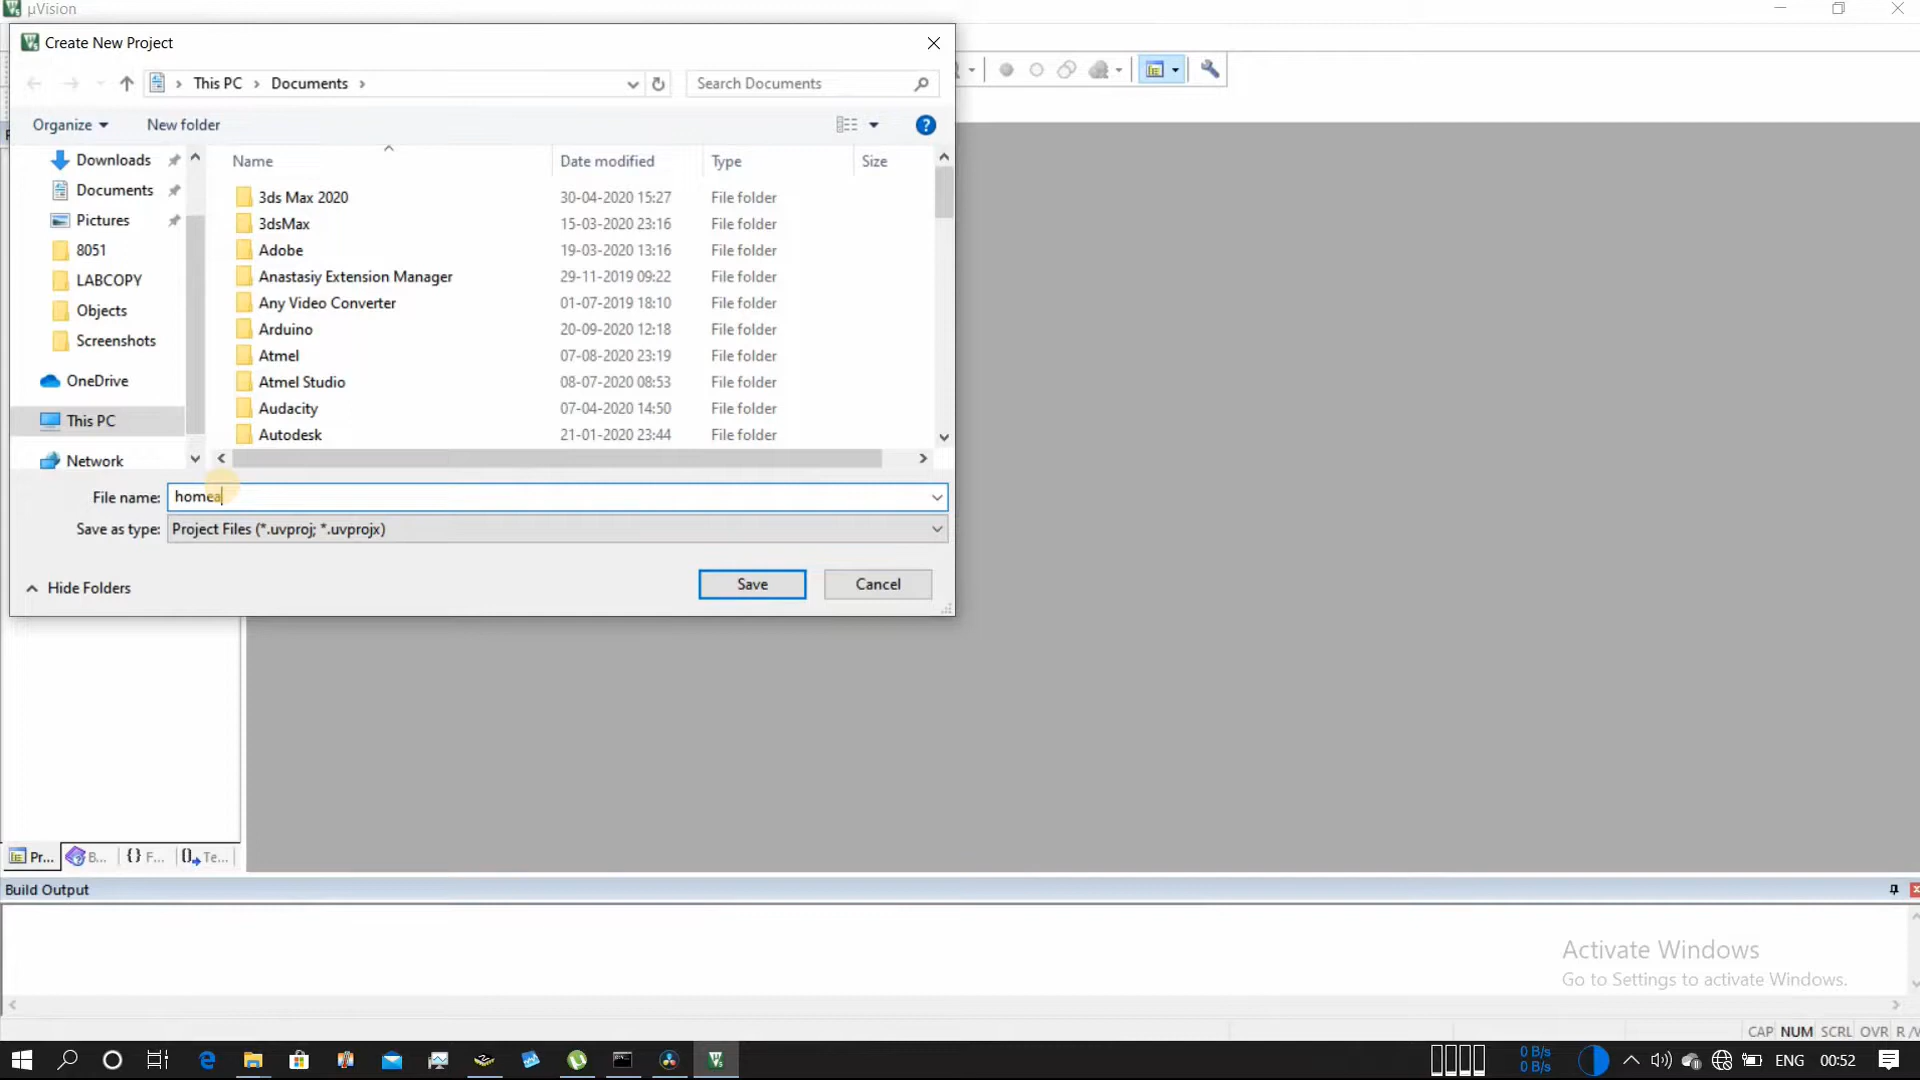 µVision
Create New Project
This PC > Documents >
Search Documents
Organize
New folder
Downloads
Documents
Pictures
8051
LABCOPY
Objects
Screenshots
OneDrive
This PC
Network
Name Date modified Type Size
3ds Max 2020 30-04-2020 15:27 File folder
3dsMax 15-03-2020 23:16 File folder
Adobe 19-03-2020 13:16 File folder
Anastasiy Extension Manager 29-11-2019 09:22 File folder
Any Video Converter 01-07-2019 18:10 File folder
Arduino 20-09-2020 12:18 File folder
Atmel 07-08-2020 23:19 File folder
Atmel Studio 08-07-2020 08:53 File folder
Audacity 07-04-2020 14:50 File folder
Autodesk 21-01-2020 23:44 File folder
File name: homea
Save as type: Project Files (*.uvproj; *.uvprojx)
Hide Folders
Save
Cancel
Pr... B... {} F... Te...
Build Output
Activate Windows
Go to Settings to activate Windows.
CAP NUM SCRL OVR R /V
0 B/s
0 B/s
ENG 00:52